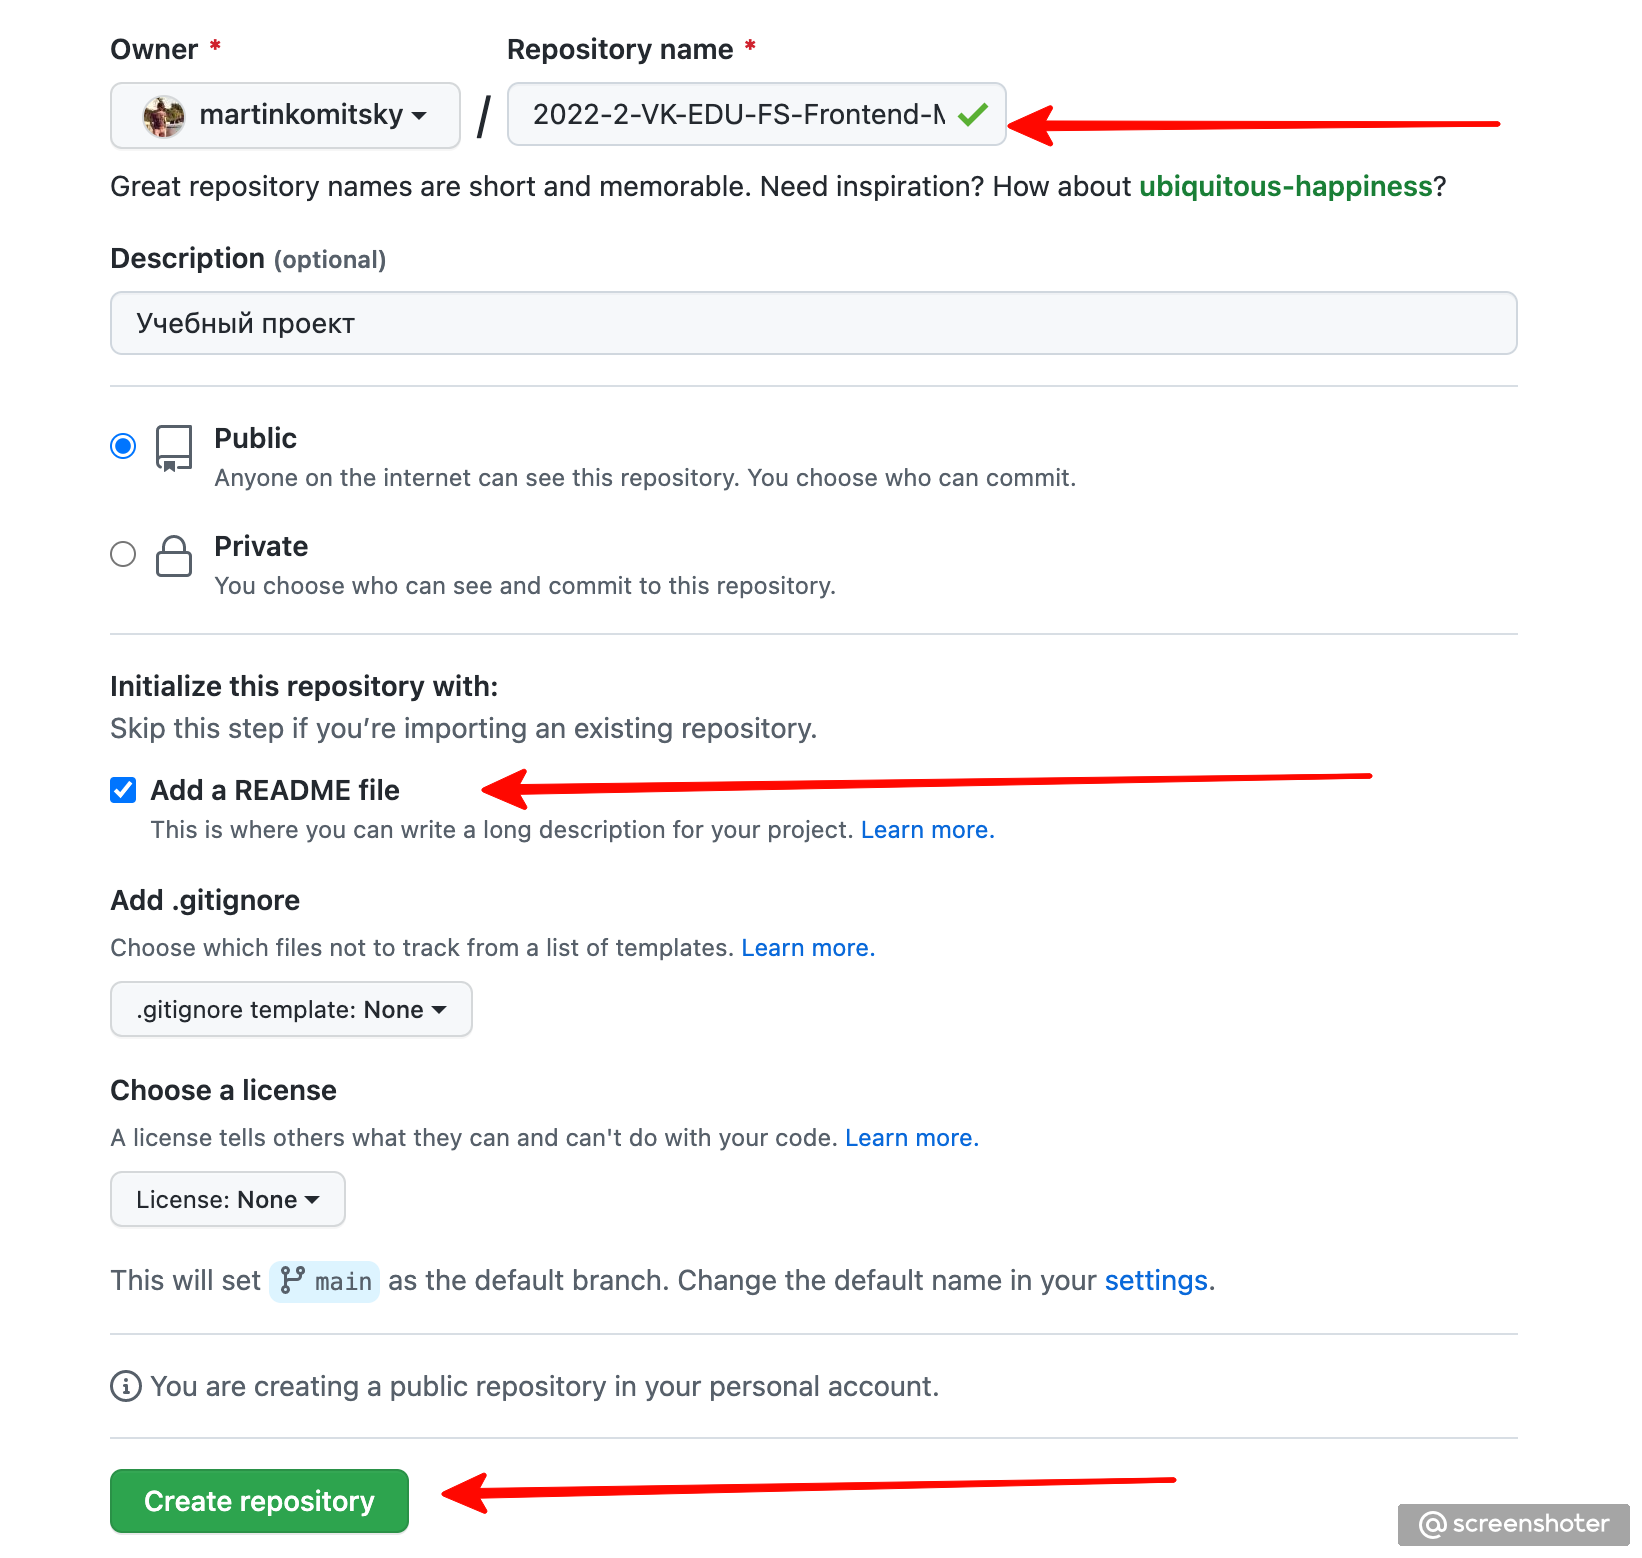 Owner *
Repository name *
martinkomitsky
/
2022-2-VK-EDU-FS-Frontend-M
Great repository names are short and memorable. Need inspiration? How about ubiquitous-happiness?
Description (optional)
Учебный проект
Public
Anyone on the internet can see this repository. You choose who can commit.
Private
You choose who can see and commit to this repository.
Initialize this repository with:
Skip this step if you’re importing an existing repository.
Add a README file
This is where you can write a long description for your project. Learn more.
Add .gitignore
Choose which files not to track from a list of templates. Learn more.
.gitignore template: None
Choose a license
A license tells others what they can and can't do with your code. Learn more.
License: None
This will set main as the default branch. Change the default name in your settings.
You are creating a public repository in your personal account.
Create repository
@screenshoter